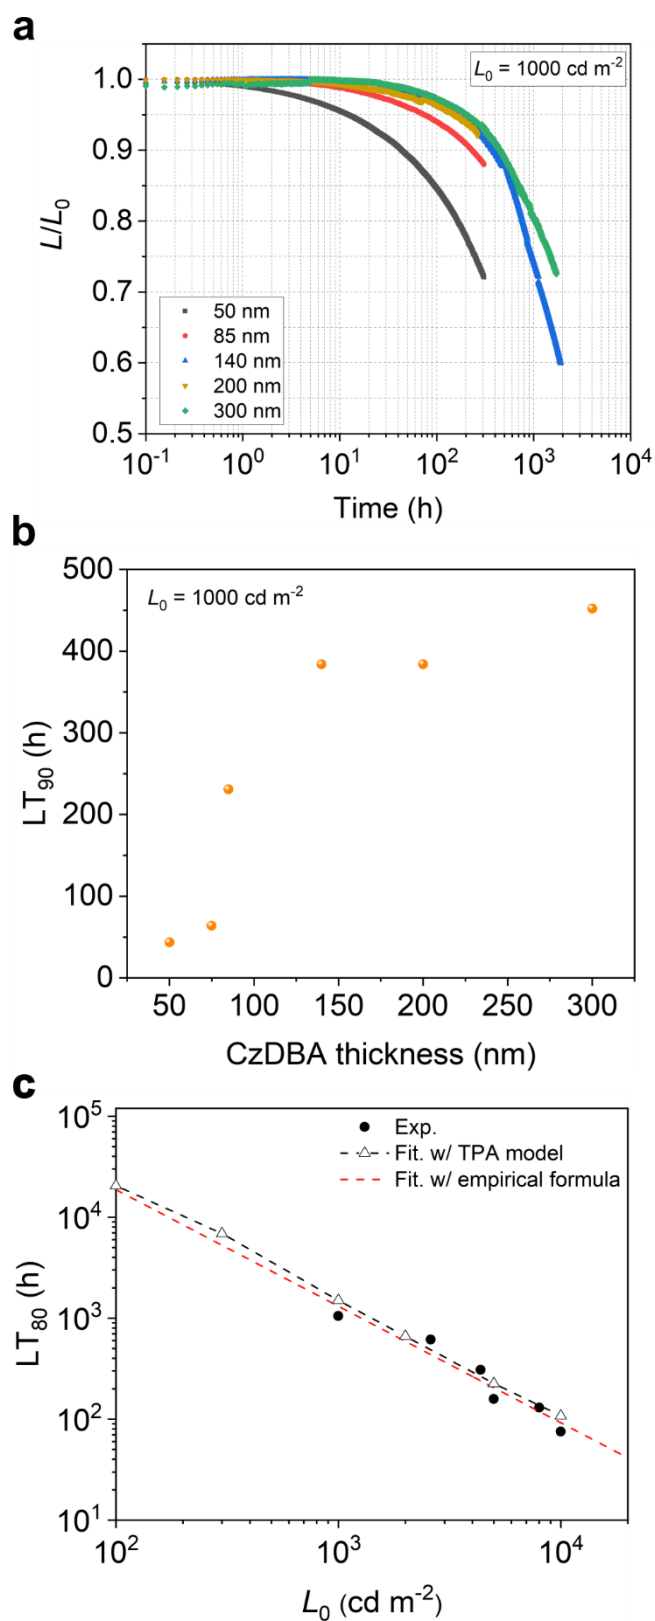 a
L₀ = 1000 cd m⁻²
1.0
0.9
0.8
0.7
0.6
0.5
L/L₀
50 nm
85 nm
140 nm
200 nm
300 nm
10⁻¹ 10⁰ 10¹ 10² 10³ 10⁴
Time (h)
b
L₀ = 1000 cd m⁻²
500
400
300
200
100
0
LT₉₀ (h)
50 100 150 200 250 300
CzDBA thickness (nm)
c
Exp.
Fit. w/ TPA model
Fit. w/ empirical formula
10⁵
10⁴
10³
10²
10¹
LT₈₀ (h)
10² 10³ 10⁴
L₀ (cd m⁻²)